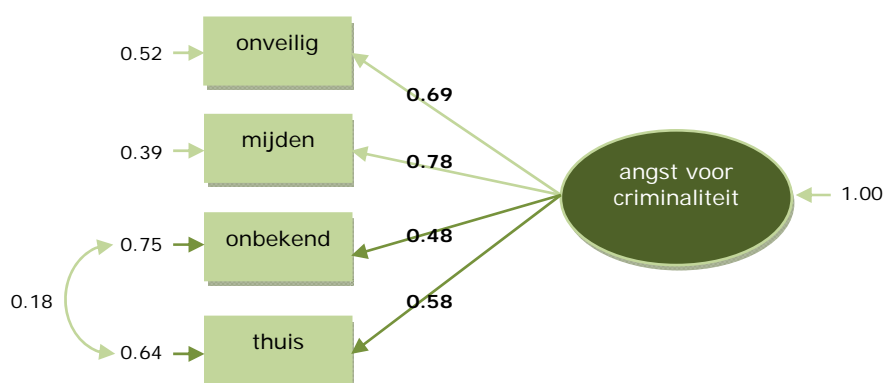 0.52
onveilig
0.69
0.39
mijden
0.78
angst voor
criminaliteit
1.00
0.75
onbekend
0.48
0.18
0.58
0.64
thuis